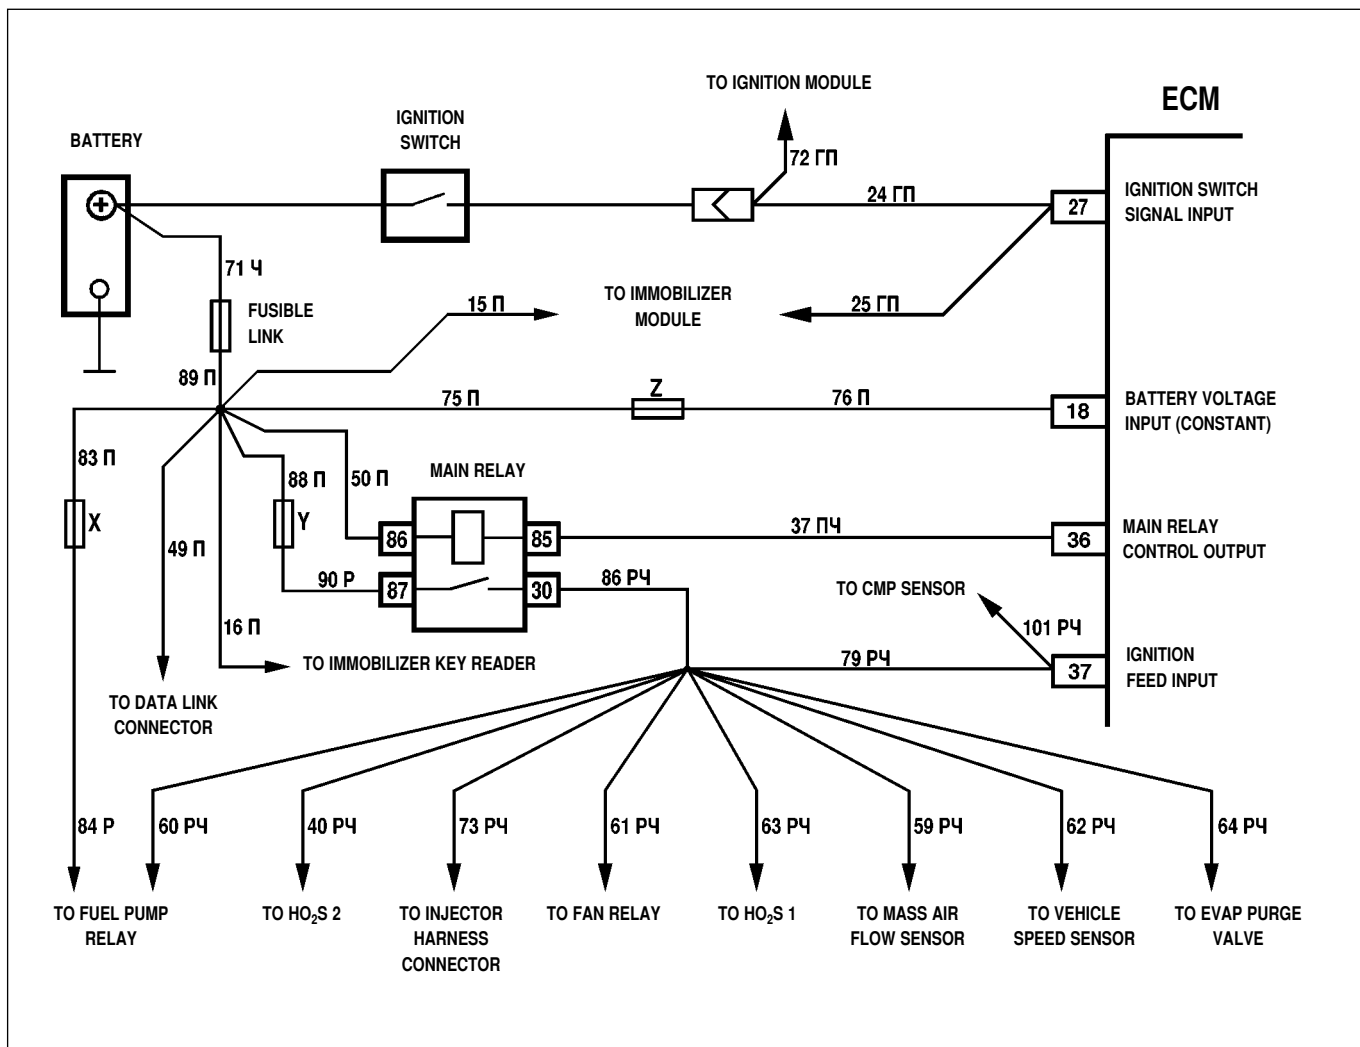 TO IGNITION MODULE
ECM
IGNITION
SWITCH
BATTERY
72 ГП
24 ГП
27
IGNITION SWITCH
SIGNAL INPUT
71 Ч
FUSIBLE
LINK
15 П
TO IMMOBILIZER
MODULE
25 ГП
89 П
75 П
Z
76 П
18
BATTERY VOLTAGE
INPUT (CONSTANT)
83 П
X
49 П
88 П
Y
50 П
MAIN RELAY
86
85
37 ПЧ
36
MAIN RELAY
CONTROL OUTPUT
90 Р
87
30
86 РЧ
TO CMP SENSOR
101 РЧ
16 П
TO IMMOBILIZER KEY READER
79 РЧ
37
IGNITION
FEED INPUT
TO DATA LINK
CONNECTOR
84 Р
60 РЧ
40 РЧ
73 РЧ
61 РЧ
63 РЧ
59 РЧ
62 РЧ
64 РЧ
TO FUEL PUMP
RELAY
TO HO₂S 2
TO INJECTOR
HARNESS
CONNECTOR
TO FAN RELAY
TO HO₂S 1
TO MASS AIR
FLOW SENSOR
TO VEHICLE
SPEED SENSOR
TO EVAP PURGE
VALVE